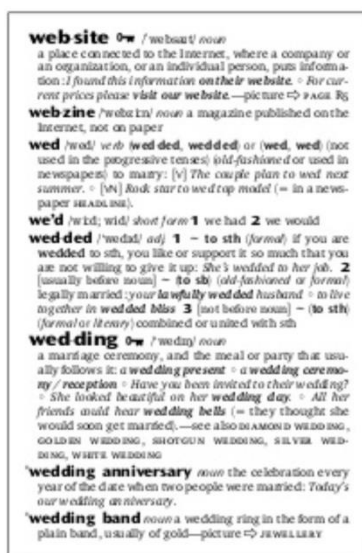 web·site /ˈwebsaɪt/ noun
a place connected to the Internet, where a company or
an organization, or an individual person, puts informa-
tion: I found this information on their website. ◦ For cur-
rent prices please visit our website.—picture ⇨ PAGE R5
web·zine /ˈwebziːn/ noun a magazine published on the
Internet, not on paper
wed /wed/ verb (wed·ded, wedded) or (wed, wed) (not
used in the progressive tenses) (old-fashioned or used in
newspapers) to marry: [V] The couple plan to wed next
summer. ◦ [VN] Rock star to wed top model (= in a news-
paper HEADLINE).
we'd /wiːd; wid/ short form 1 we had 2 we would
wed·ded /ˈwedɪd/ adj 1 ~ to sth (formal) if you are
wedded to sth, you like or support it so much that you
are not willing to give it up: She's wedded to her job. 2
[usually before noun] ~ (to sb) (old-fashioned or formal)
legally married: your lawfully wedded husband ◦ to live
together in wedded bliss 3 [not before noun] ~ (to sth)
(formal or literary) combined or united with sth
wed·ding /ˈwedɪŋ/ noun
a marriage ceremony, and the meal or party that usu-
ally follows it: a wedding present ◦ a wedding ceremo-
ny / reception ◦ Have you been invited to their wedding?
◦ She looked beautiful on her wedding day. ◦ All her
friends could hear wedding bells (= they thought she
would soon get married).—see also DIAMOND WEDDING,
GOLDEN WEDDING, SHOTGUN WEDDING, SILVER WED-
DING, WHITE WEDDING
ˈwedding anniversary noun the celebration every
year of the date when two people were married: Today's
our wedding anniversary.
ˈwedding band noun a wedding ring in the form of a
plain band, usually of gold—picture ⇨ JEWELLERY